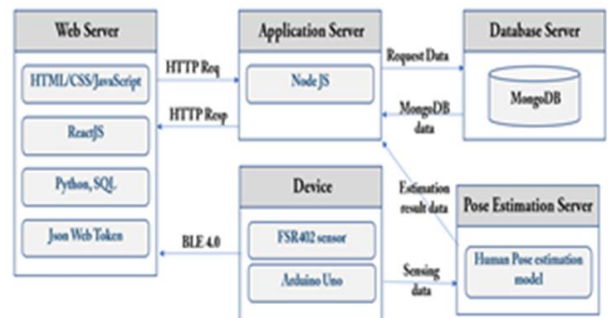 Web Server
HTML/CSS/JavaScript
ReactJS
Python, SQL
Json Web Token
HTTP Req
HTTP Resp
Application Server
Node JS
Request Data
MongoDB
data
Database Server
MongoDB
BLE 4.0
Device
FSR402 sensor
Arduino Uno
Estimation
result data
Sensing
data
Pose Estimation Server
Human Pose estimation
model